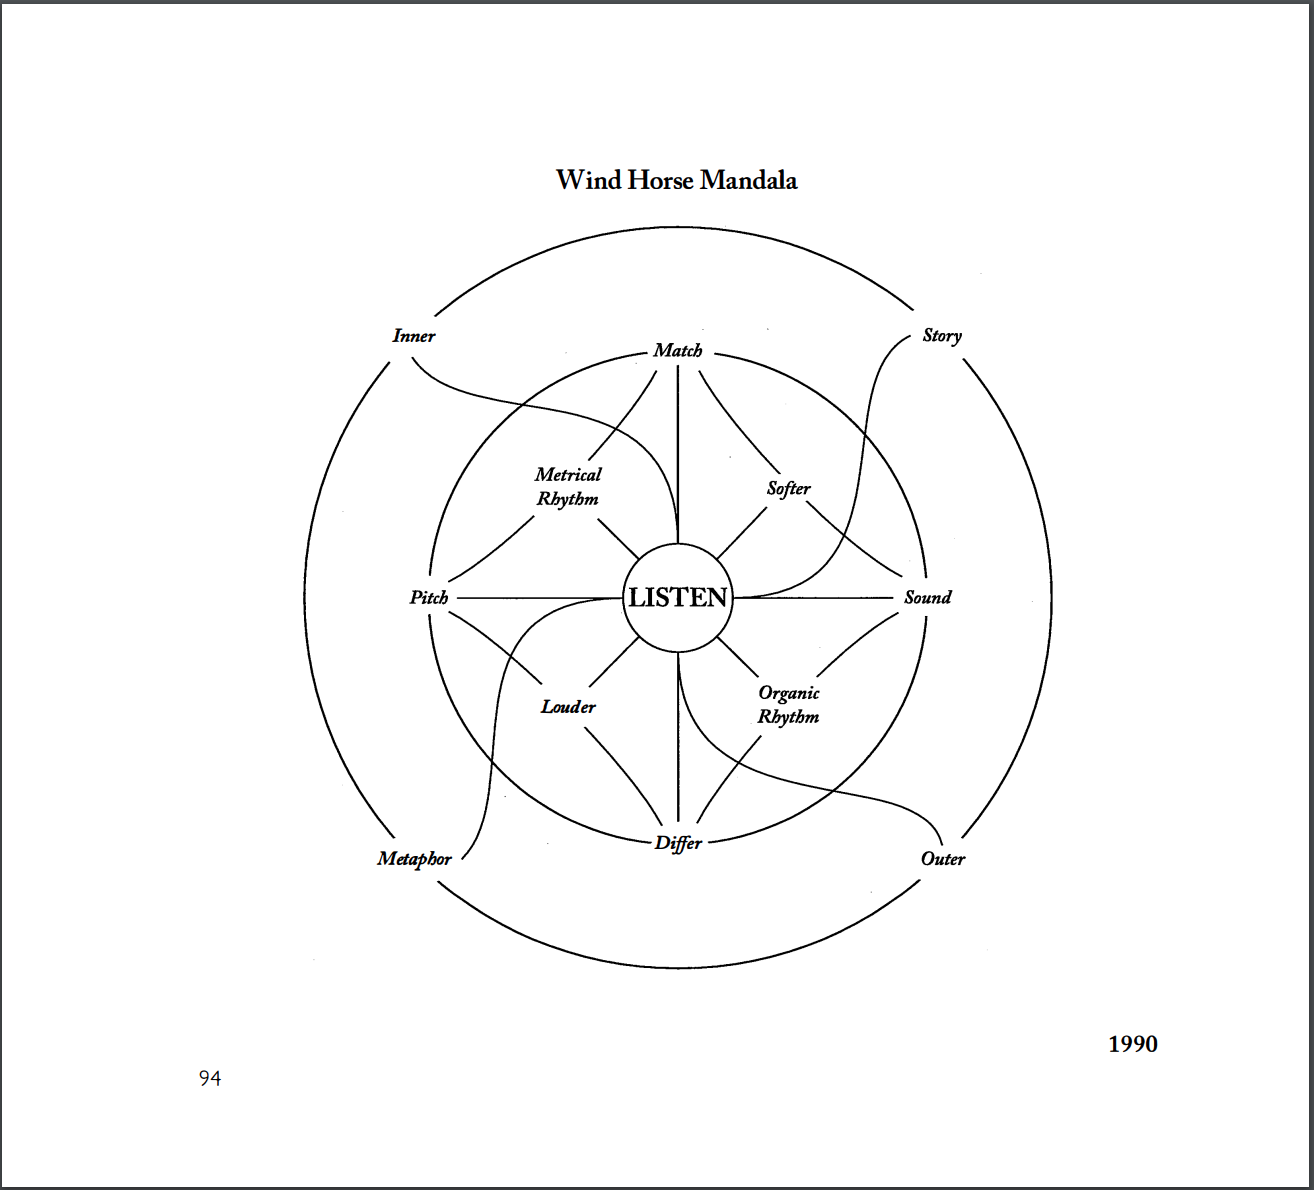 Wind Horse Mandala
Inner
Story
Match
Metrical
Rhythm
Softer
Pitch
LISTEN
Sound
Louder
Organic
Rhythm
Differ
Metaphor
Outer
1990
94